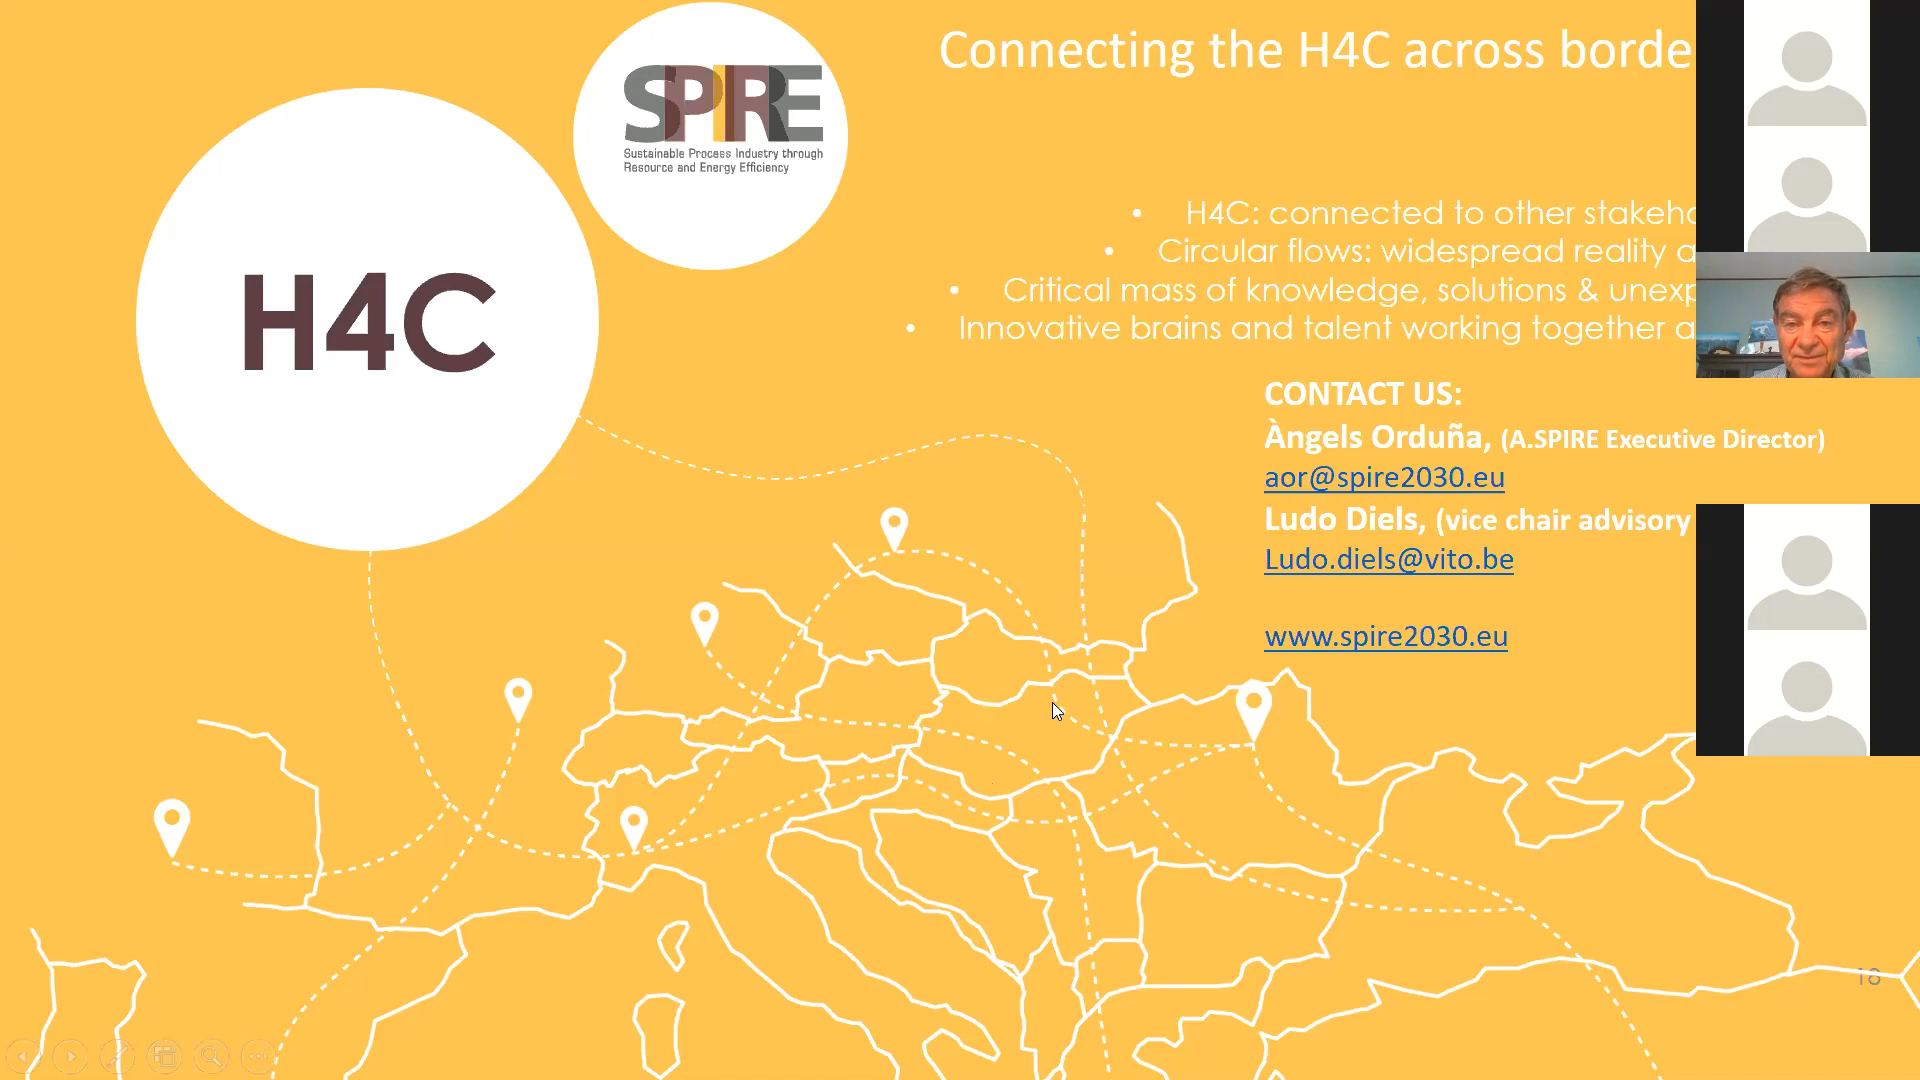 SPIRE
Sustainable Process Industry through
Resource and Energy Efficiency
H4C
Connecting the H4C across borde
• H4C: connected to other stakeho
• Circular flows: widespread reality a
• Critical mass of knowledge, solutions & unexp
• Innovative brains and talent working together a
CONTACT US:
Àngels Orduña, (A.SPIRE Executive Director)
aor@spire2030.eu
Ludo Diels, (vice chair advisory
Ludo.diels@vito.be
www.spire2030.eu
18